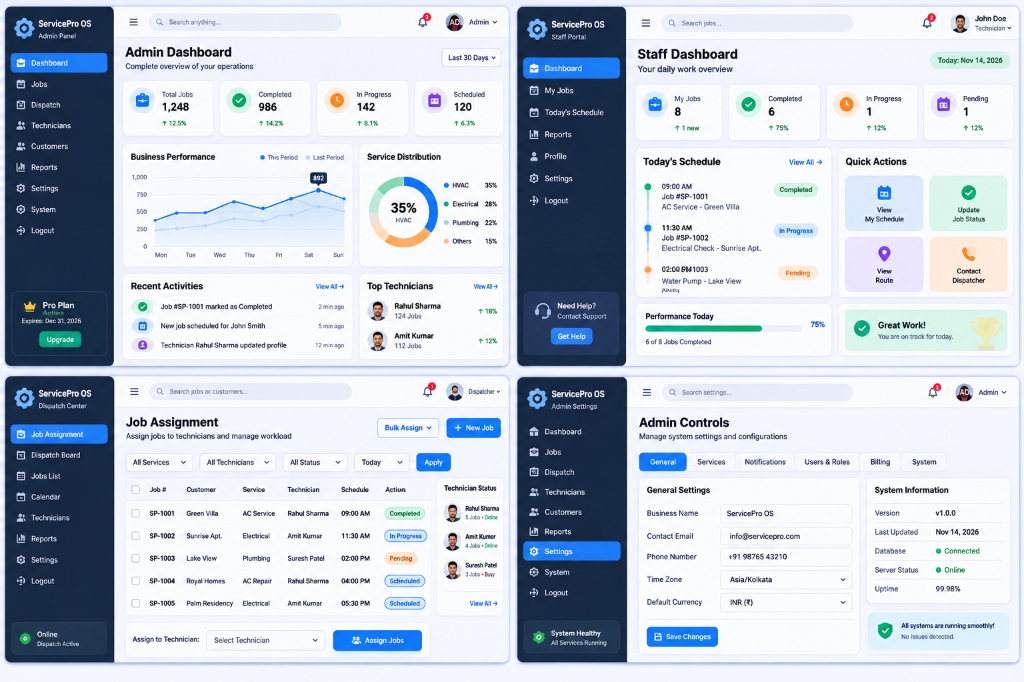 ServicePro OS
Admin Panel
Dashboard
Jobs
Dispatch
Technicians
Customers
Reports
Settings
System
Logout
Pro Plan
Active
Expires: Dec 31, 2026
Upgrade
Search anything...
3
AD
Admin
Admin Dashboard
Complete overview of your operations
Last 30 Days
Total Jobs
1,248
↑ 12.5%
Completed
986
↑ 14.2%
In Progress
142
↑ 8.1%
Scheduled
120
↑ 6.3%
Business Performance
This Period
Last Period
1,000
750
500
250
0
892
Mon Tue Wed Thu Fri Sat Sun
Service Distribution
35%
HVAC
HVAC 35%
Electrical 28%
Plumbing 22%
Others 15%
Recent Activities
View All →
Job #SP-1001 marked as Completed 2 min ago
New job scheduled for John Smith 5 min ago
Technician Rahul Sharma updated profile 12 min ago
Top Technicians
View All →
Rahul Sharma
124 Jobs
↑ 18%
Amit Kumar
112 Jobs
↑ 12%
ServicePro OS
Staff Portal
Dashboard
My Jobs
Today's Schedule
Reports
Profile
Settings
Logout
Need Help?
Contact Support
Get Help
Search jobs...
2
John Doe
Technician
Staff Dashboard
Your daily work overview
Today: Nov 14, 2026
My Jobs
8
↑ 1 new
Completed
6
↑ 75%
In Progress
1
↑ 12%
Pending
1
↑ 12%
Today's Schedule
View All →
09:00 AM
Job #SP-1001
AC Service - Green Villa
Completed
11:30 AM
Job #SP-1002
Electrical Check - Sunrise Apt.
In Progress
Water Pump - Lake View
Pending
Quick Actions
View
My Schedule
Update
Job Status
View
Route
Contact
Dispatcher
Performance Today
75%
6 of 8 Jobs Completed
Great Work!
You are on track for today.
ServicePro OS
Dispatch Center
Job Assignment
Dispatch Board
Jobs List
Calendar
Technicians
Reports
Settings
Logout
Online
Dispatch Active
Search jobs or customers...
Dispatcher
Job Assignment
Assign jobs to technicians and manage workload
Bulk Assign
+ New Job
All Services
All Technicians
All Status
Today
Apply
Job # Customer Service Technician Schedule Action
SP-1001 Green Villa AC Service Rahul Sharma 09:00 AM Completed
SP-1002 Sunrise Apt. Electrical Amit Kumar 11:30 AM In Progress
SP-1003 Lake View Plumbing Suresh Patel 02:00 PM Pending
SP-1004 Royal Homes AC Repair Rahul Sharma 04:00 PM Scheduled
SP-1005 Palm Residency Electrical Amit Kumar 05:30 PM Scheduled
Technician Status
Rahul Sharma
5 Jobs • Online
Amit Kumer
4 Jobs • Online
Suresh Patel
3 Jobs • Busy
View All →
Assign to Technician:
Select Technician
Assign Jobs
ServicePro OS
Admin Settings
Dashboard
Jobs
Dispatch
Technicians
Customers
Reports
Settings
System
Logout
System Healthy
All Services Running
Search settings...
2
AD
Admin
Admin Controls
Manage system settings and configurations
General
Services
Notifications
Users & Roles
Billing
System
General Settings
Business Name
ServicePro OS
Contact Email
info@servicepro.com
Phone Number
+91 98765 43210
Time Zone
Asia/Kolkata
Default Currency
INR (₹)
Save Changes
System Information
Version v1.0.0
Last Updated Nov 14, 2026
Database Connected
Server Status Online
Uptime 99.98%
All systems are running smoothly!
No issues detected.